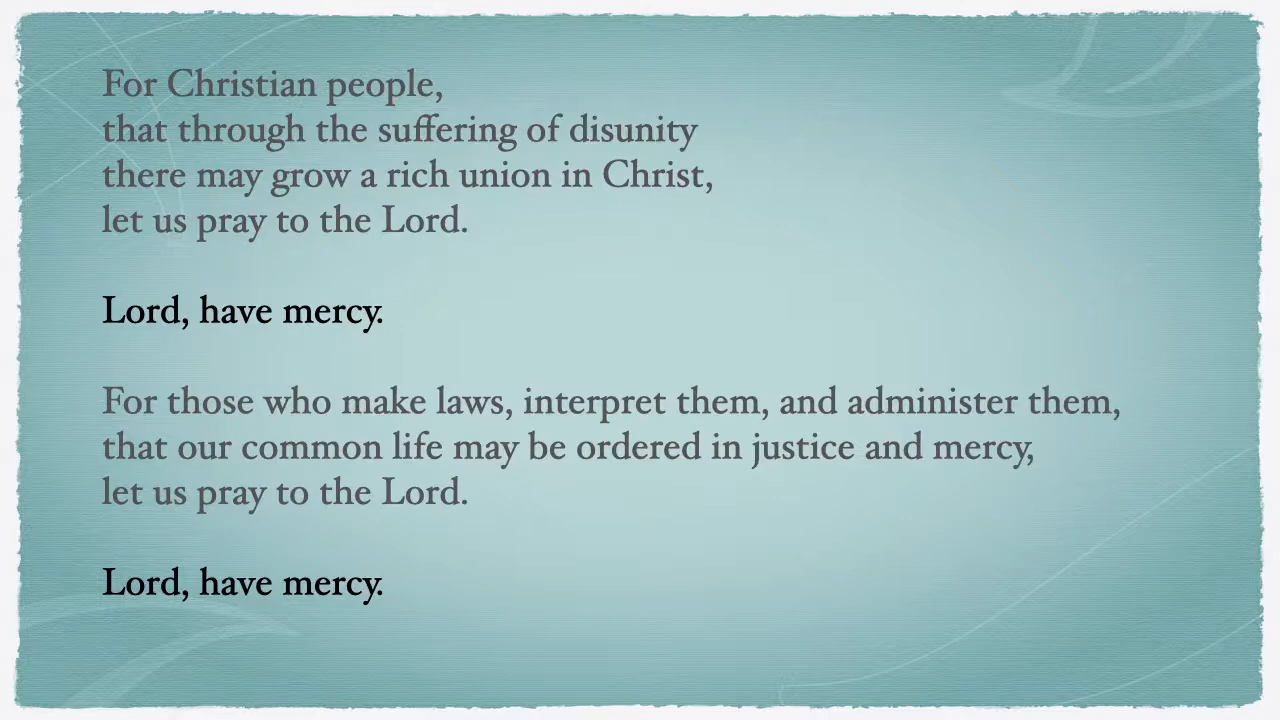 For Christian people,
that through the suffering of disunity
there may grow a rich union in Christ,
let us pray to the Lord.
Lord, have mercy.
For those who make laws, interpret them, and administer them,
that our common life may be ordered in justice and mercy,
let us pray to the Lord.
Lord, have mercy.